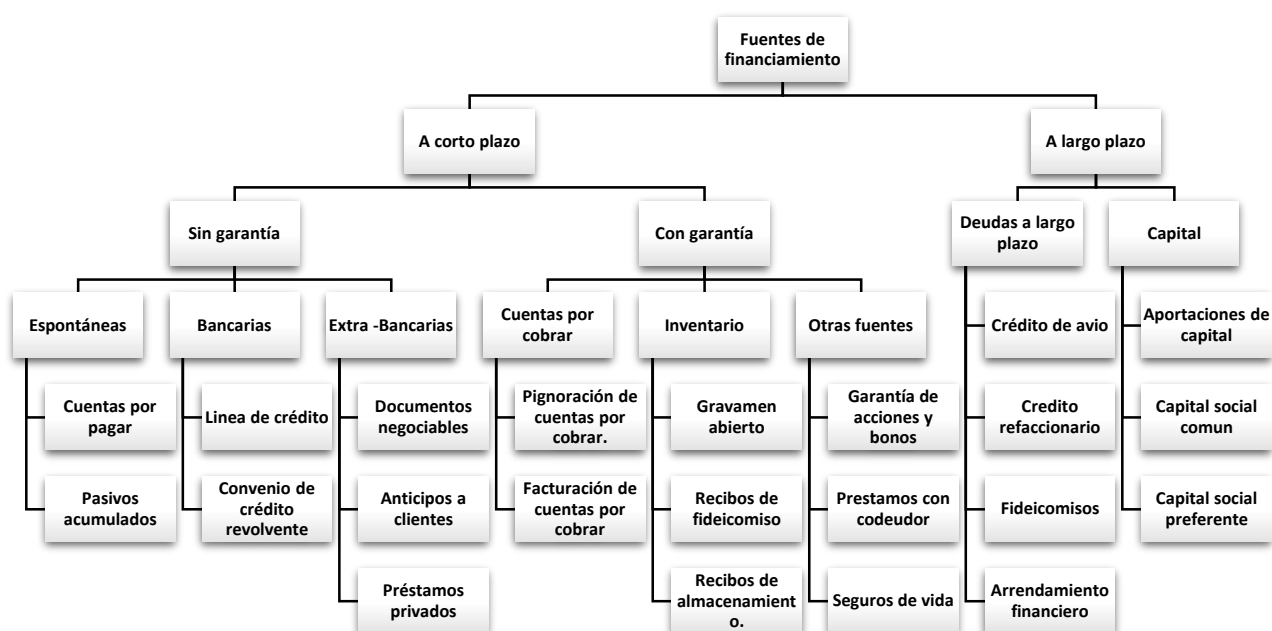 Fuentes de
financiamiento
A corto plazo
A largo plazo
Sin garantía
Con garantía
Deudas a largo
plazo
Capital
Espontáneas
Bancarias
Extra -Bancarias
Cuentas por
cobrar
Inventario
Otras fuentes
Cuentas por
pagar
Pasivos
acumulados
Linea de crédito
Convenio de
crédito
revolvente
Documentos
negociables
Anticipos a
clientes
Préstamos
privados
Pignoración de
cuentas por
cobrar.
Facturación de
cuentas por
cobrar
Gravamen
abierto
Recibos de
fideicomiso
Recibos de
almacenamient
o.
Garantía de
acciones y
bonos
Prestamos con
codeudor
Seguros de vida
Crédito de avio
Credito
refaccionario
Fideicomisos
Arrendamiento
financiero
Aportaciones de
capital
Capital social
comun
Capital social
preferente